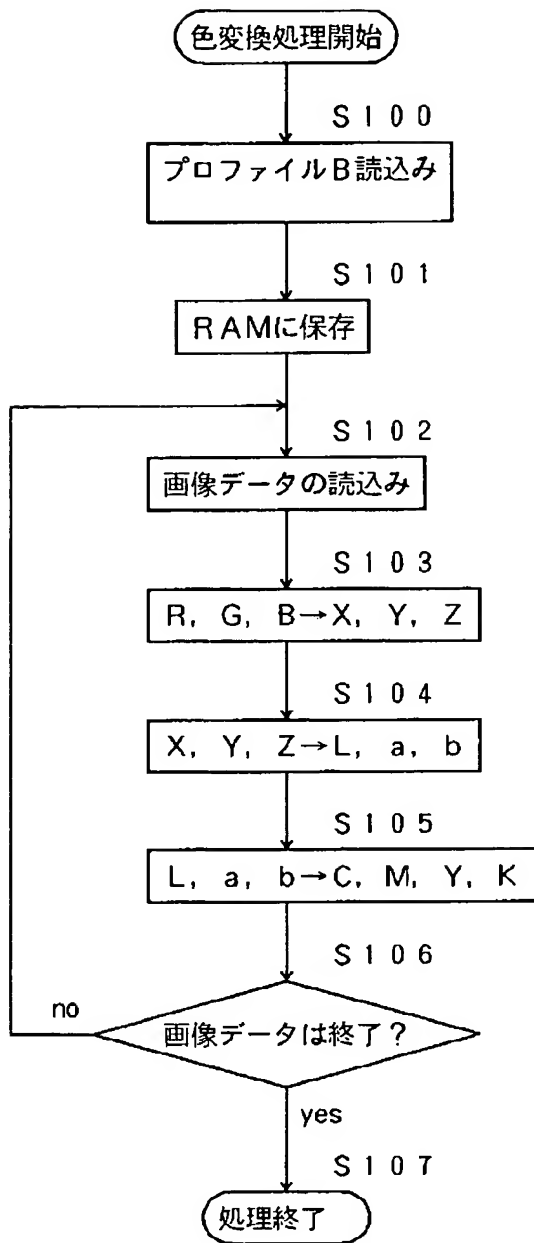 色変換処理開始
S100
プロファイルB読込み
S101
RAMに保存
S102
画像データの読込み
S103
R, G, B→X, Y, Z
S104
X, Y, Z→L, a, b
S105
L, a, b→C, M, Y, K
S106
no
画像データは終了?
yes
S107
処理終了